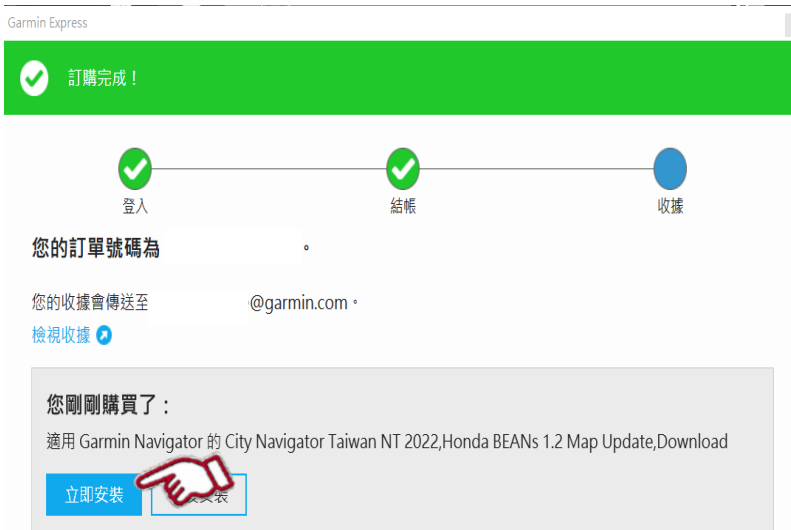 Garmin Express
訂購完成！
登入
結帳
收據
您的訂單號碼為 。
您的收據會傳送至 @garmin.com。
檢視收據
您剛剛購買了：
適用 Garmin Navigator 的 City Navigator Taiwan NT 2022,Honda BEANs 1.2 Map Update,Download
立即安裝
安裝